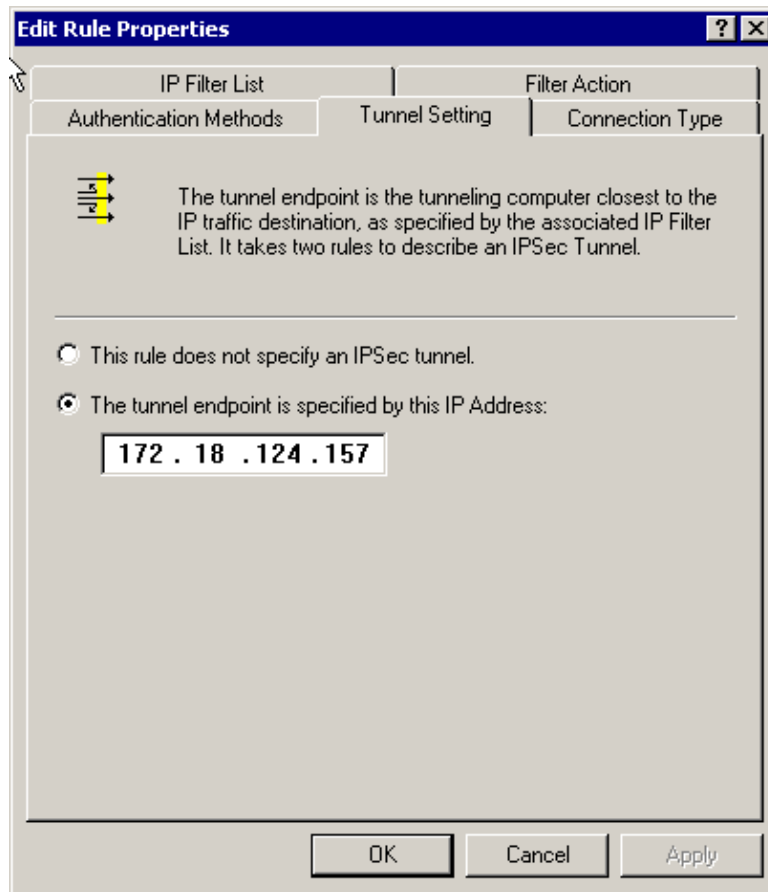 Edit Rule Properties
IP Filter List
Filter Action
Authentication Methods
Tunnel Setting
Connection Type
The tunnel endpoint is the tunneling computer closest to the
IP traffic destination, as specified by the associated IP Filter
List. It takes two rules to describe an IPSec Tunnel.
This rule does not specify an IPSec tunnel.
The tunnel endpoint is specified by this IP Address:
172 . 18 .124 .157
OK
Cancel
Apply